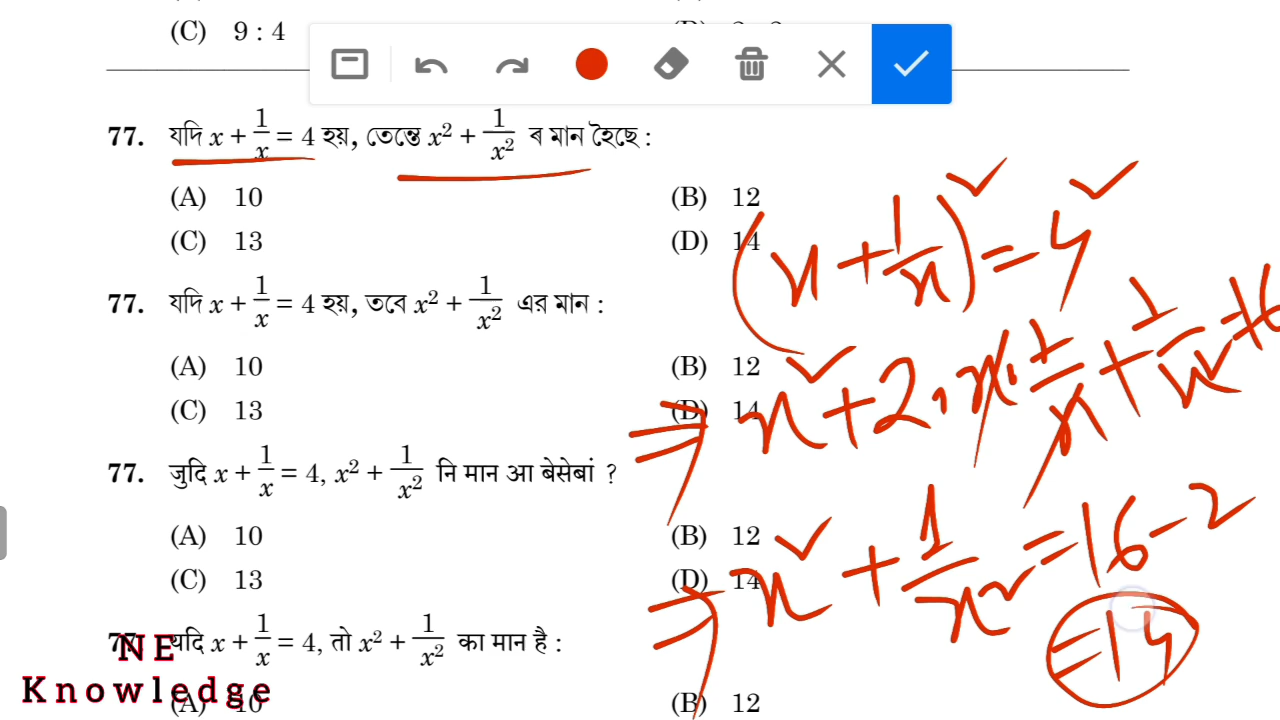 (C) 9 : 4
77. যদি x + 1/x = 4 হয়, তেন্তে x² + 1/x² ৰ মান হৈছে :
(A) 10 (B) 12
(C) 13 (D) 14
(x + 1/x)² = 4²
77. যদি x + 1/x = 4 হয়, তবে x² + 1/x² এর মান :
(A) 10 (B) 12
(C) 13 (D) 14
⇒ x² + 2 . x . 1/x + 1/x² = 16
77. जुदि x + 1/x = 4, x² + 1/x² नि मान आ बेसेबां ?
(A) 10 (B) 12
(C) 13 (D) 14
⇒ x² + 1/x² = 16 - 2
= 14
77. यदि x + 1/x = 4, तो x² + 1/x² का मान है :
(A) 10 (B) 12
NE
Knowledge